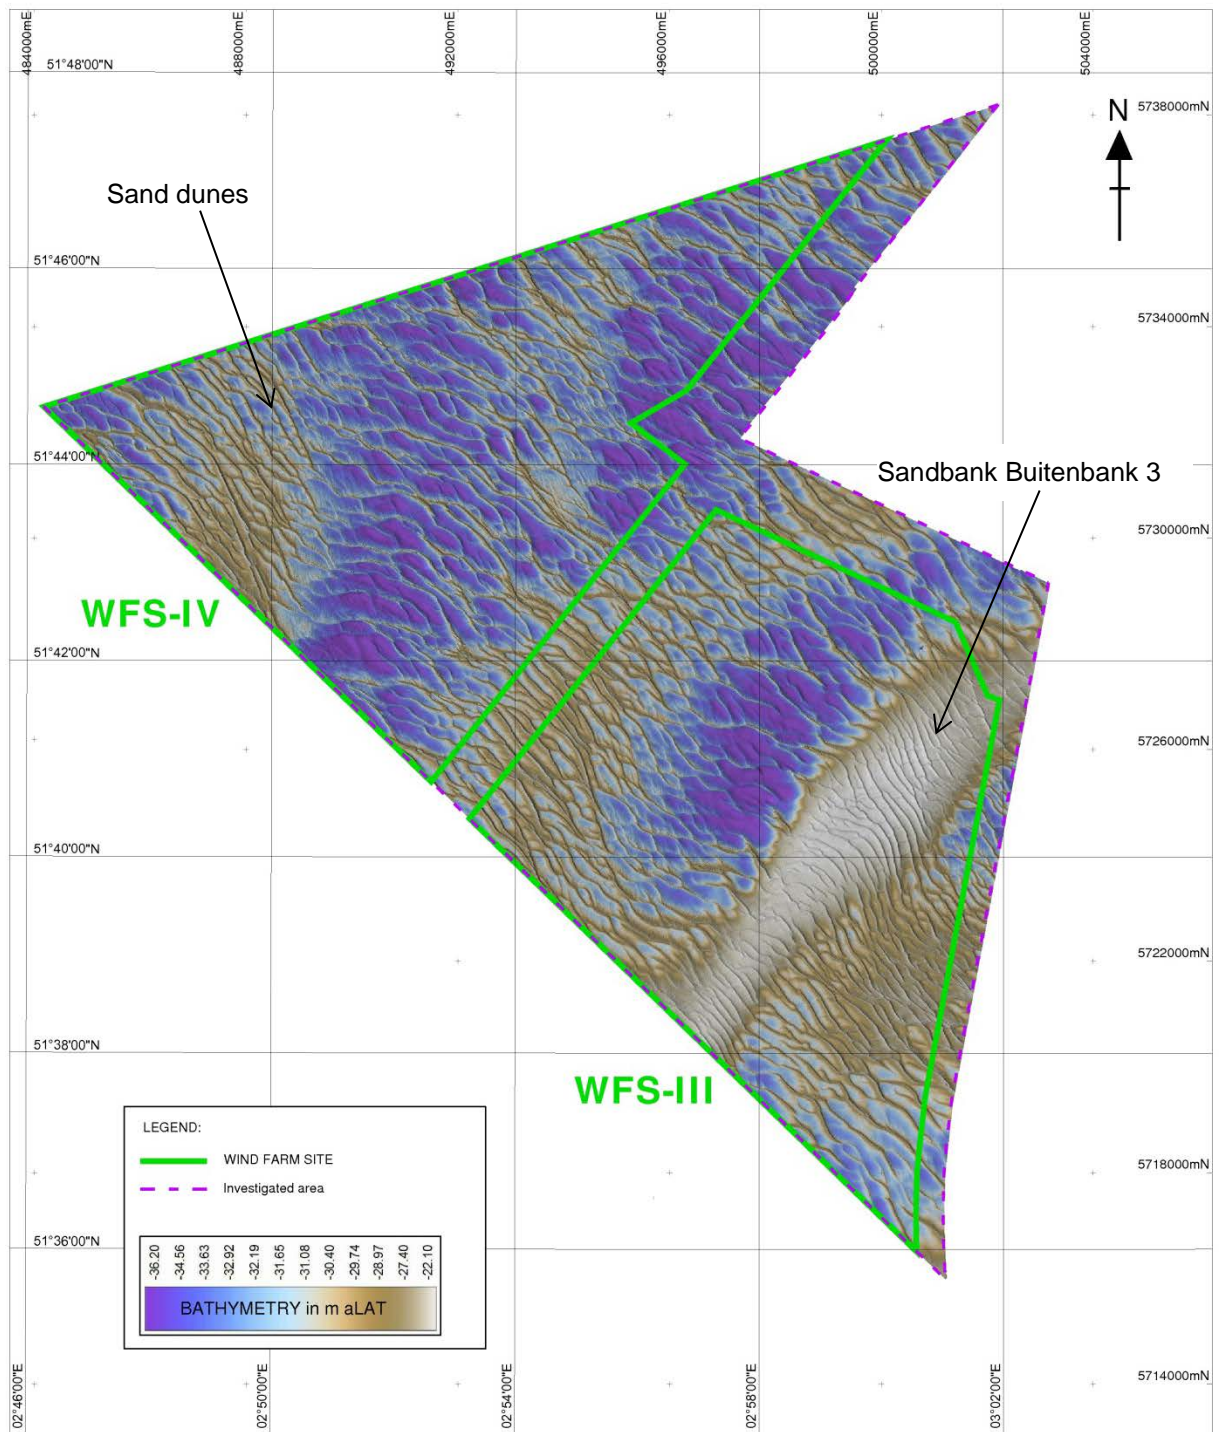 484000mE
488000mE
492000mE
496000mE
500000mE
504000mE
51°48'00"N
N
5738000mN
Sand dunes
51°46'00"N
5734000mN
51°44'00"N
Sandbank Buitenbank 3
5730000mN
WFS-IV
51°42'00"N
5726000mN
51°40'00"N
5722000mN
51°38'00"N
WFS-III
LEGEND:
WIND FARM SITE
Investigated area
5718000mN
51°36'00"N
-36.20
-34.56
-33.63
-32.92
-32.19
-31.65
-31.08
-30.40
-29.74
-28.97
-27.40
-22.10
BATHYMETRY in m aLAT
5714000mN
02°46'00"E
02°50'00"E
02°54'00"E
02°58'00"E
03°02'00"E